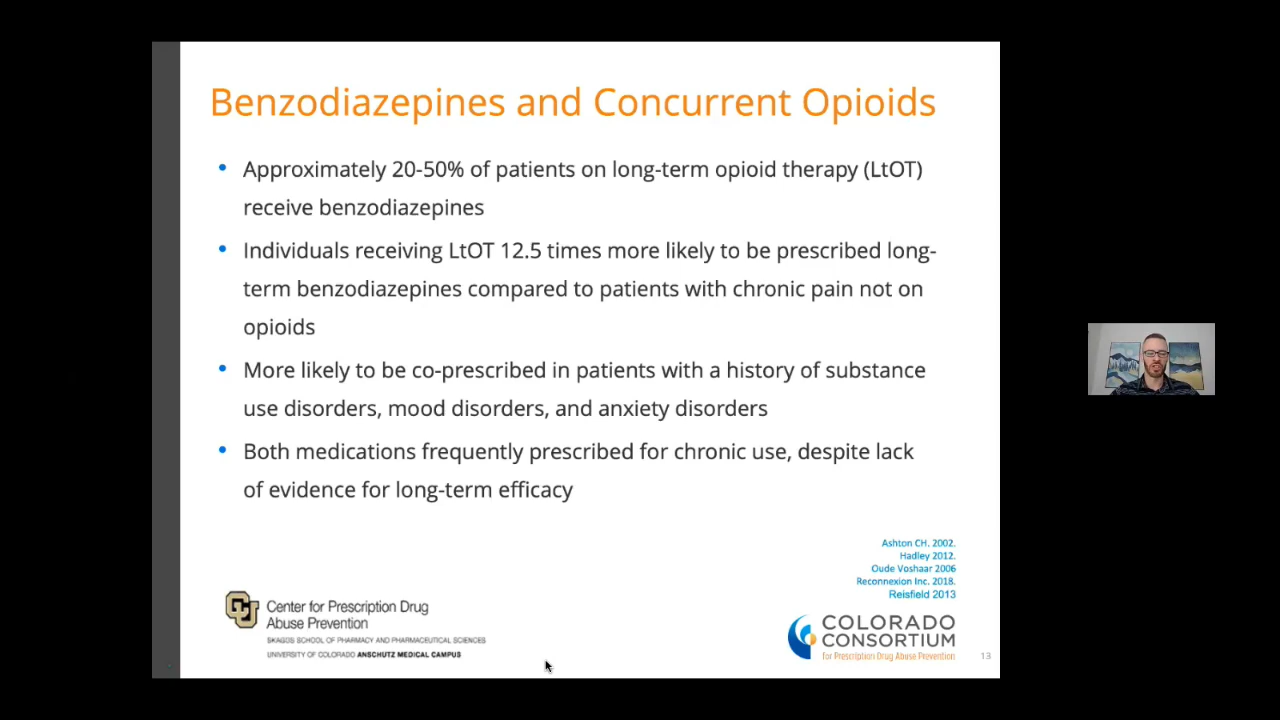 Benzodiazepines and Concurrent Opioids
• Approximately 20-50% of patients on long-term opioid therapy (LtOT)
receive benzodiazepines
• Individuals receiving LtOT 12.5 times more likely to be prescribed long-
term benzodiazepines compared to patients with chronic pain not on
opioids
• More likely to be co-prescribed in patients with a history of substance
use disorders, mood disorders, and anxiety disorders
• Both medications frequently prescribed for chronic use, despite lack
of evidence for long-term efficacy
Ashton CH. 2002.
Hadley 2012.
Oude Voshaar 2006
Reconnexion Inc. 2018.
Reisfield 2013
CU
Center for Prescription Drug
Abuse Prevention
SKAGGS SCHOOL OF PHARMACY AND PHARMACEUTICAL SCIENCES
UNIVERSITY OF COLORADO ANSCHUTZ MEDICAL CAMPUS
COLORADO
CONSORTIUM
for Prescription Drug Abuse Prevention
13